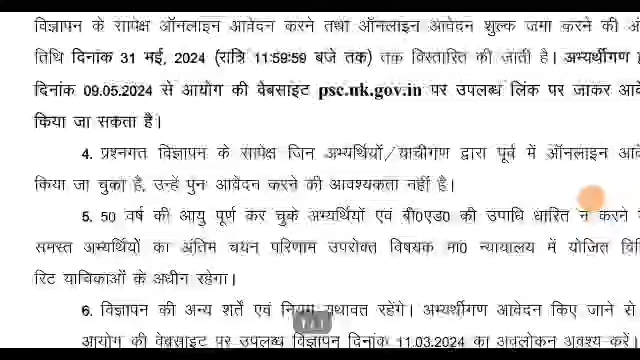 विज्ञापन के सापेक्ष ऑनलाइन आवेदन करने तथा ऑनलाइन आवेदन शुल्क जमा करने की
तिथि दिनांक 31 मई, 2024 (रात्रि 11:59:59 बजे तक) तक विस्तारित की जाती है। अभ्यर्थीगण
दिनांक 09.05.2024 से आयोग की वेबसाइट psc.uk.gov.in पर उपलब्ध लिंक पर जाकर
किया जा सकता है।
4. प्रश्नगत विज्ञापन के सापेक्ष जिन अभ्यर्थियों/याचीगण द्वारा पूर्व में ऑनलाइन
किया जा चुका है, उन्हें पुनः आवेदन करने की आवश्यकता नहीं है।
5. 50 वर्ष की आयु पूर्ण कर चुके अभ्यर्थियों एवं बी0एड0 की उपाधि धारित न करने
समस्त अभ्यर्थियों का अंतिम चयन परिणाम उपरोक्त विषयक मा0 न्यायालय में योजित
रिट याचिकाओं के अधीन रहेगा।
6. विज्ञापन की अन्य शर्तें एवं नियम यथावत रहेंगे। अभ्यर्थीगण आवेदन किए जाने से
आयोग की वेबसाइट पर उपलब्ध विज्ञापन दिनांक 11.03.2024 का अवलोकन अवश्य करें।
1/1